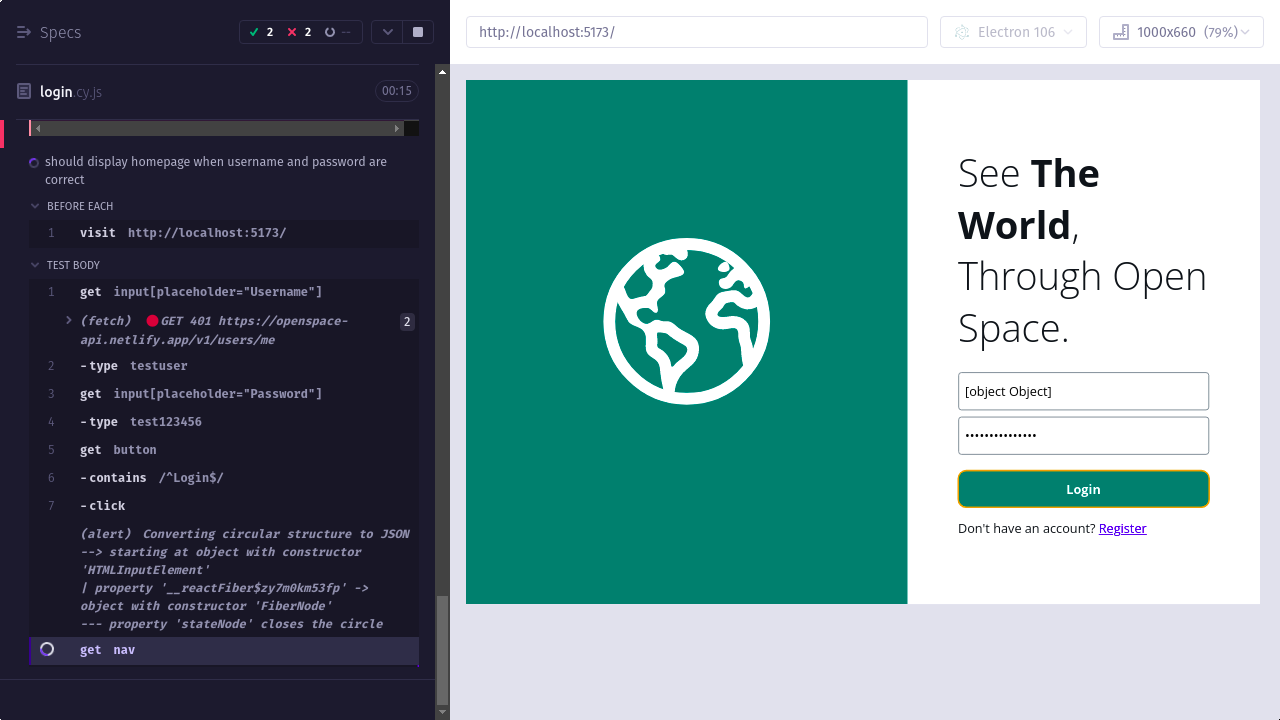 Specs
2
2
--
http://localhost:5173/
Electron 106
1000x660 (79%)
login.cy.js
00:15
should display homepage when username and password are
correct
BEFORE EACH
1 visit http://localhost:5173/
TEST BODY
1 get input[placeholder="Username"]
(fetch) GET 401 https://openspace-
api.netlify.app/v1/users/me
2
2 -type testuser
3 get input[placeholder="Password"]
4 -type test123456
5 get button
6 -contains /^Login$/
7 -click
(alert) Converting circular structure to JSON
--> starting at object with constructor
'HTMLInputElement'
| property '__reactFiber$zy7m0km53fp' ->
object with constructor 'FiberNode'
--- property 'stateNode' closes the circle
get nav
See The
World,
Through Open
Space.
[object Object]
•••••••••••••••
Login
Don't have an account? Register